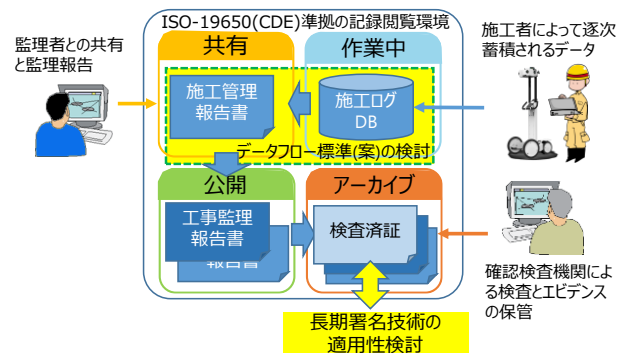 ISO-19650(CDE)準拠の記録閲覧環境
監理者との共有
と監理報告
共有
作業中
施工者によって逐次
蓄積されるデータ
施工管理
報告書
施工ログ
DB
データフロー標準(案)の検討
公開
アーカイブ
工事監理
報告書
報告書
検査済証
確認検査機関によ
る検査とエビデンス
の保管
長期署名技術の
適用性検討